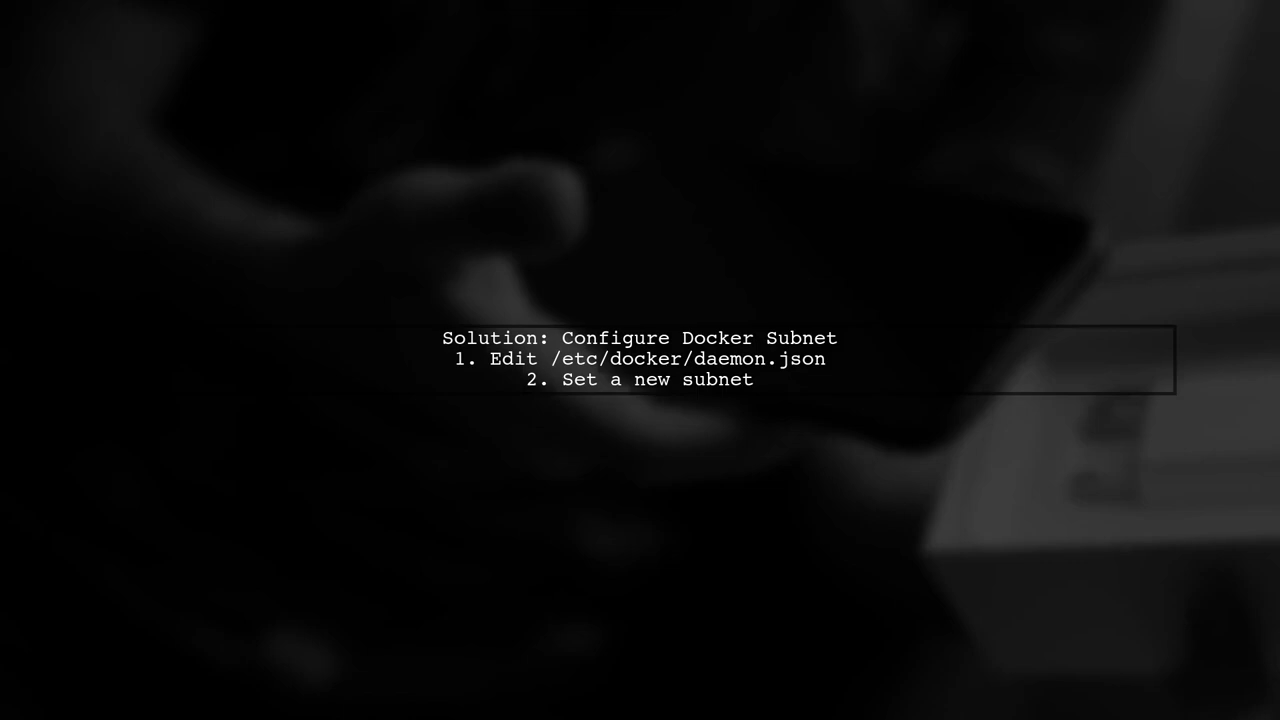 Solution: Configure Docker Subnet
1. Edit /etc/docker/daemon.json
2. Set a new subnet